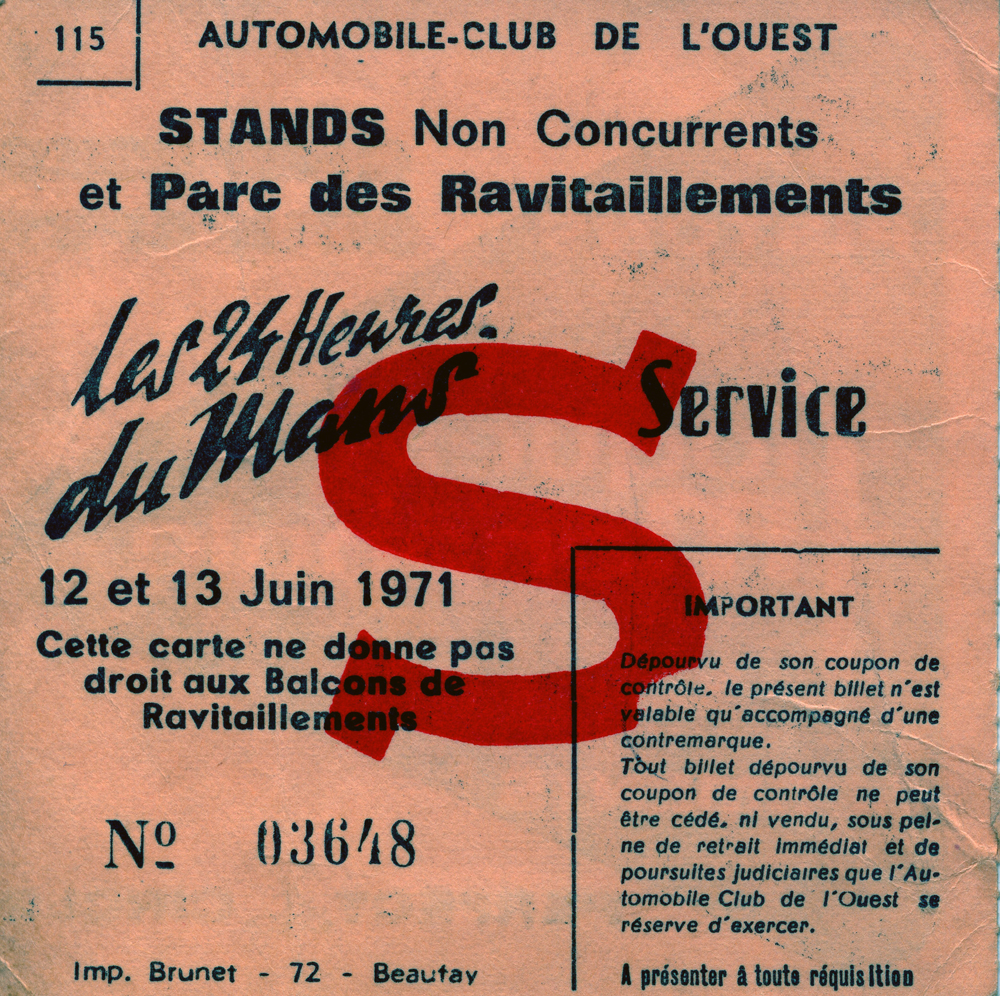 115
AUTOMOBILE-CLUB DE L'OUEST
STANDS Non Concurrents
et Parc des Ravitaillements
Les 24 Heures
du Mans
S
Service
12 et 13 Juin 1971
Cette carte ne donne pas
droit aux Balcons de
Ravitaillements
Nº 03648
Imp. Brunet - 72 - Beaufay
IMPORTANT
Dépourvu de son coupon de
contrôle, le présent billet n'est
valable qu'accompagné d'une
contremarque.
Tout billet dépourvu de son
coupon de contrôle ne peut
être cédé, ni vendu, sous pei-
ne de retrait immédiat et de
poursuites judiciaires que l'Au-
tomobile Club de l'Ouest se
réserve d'exercer.
A présenter à toute réquisition